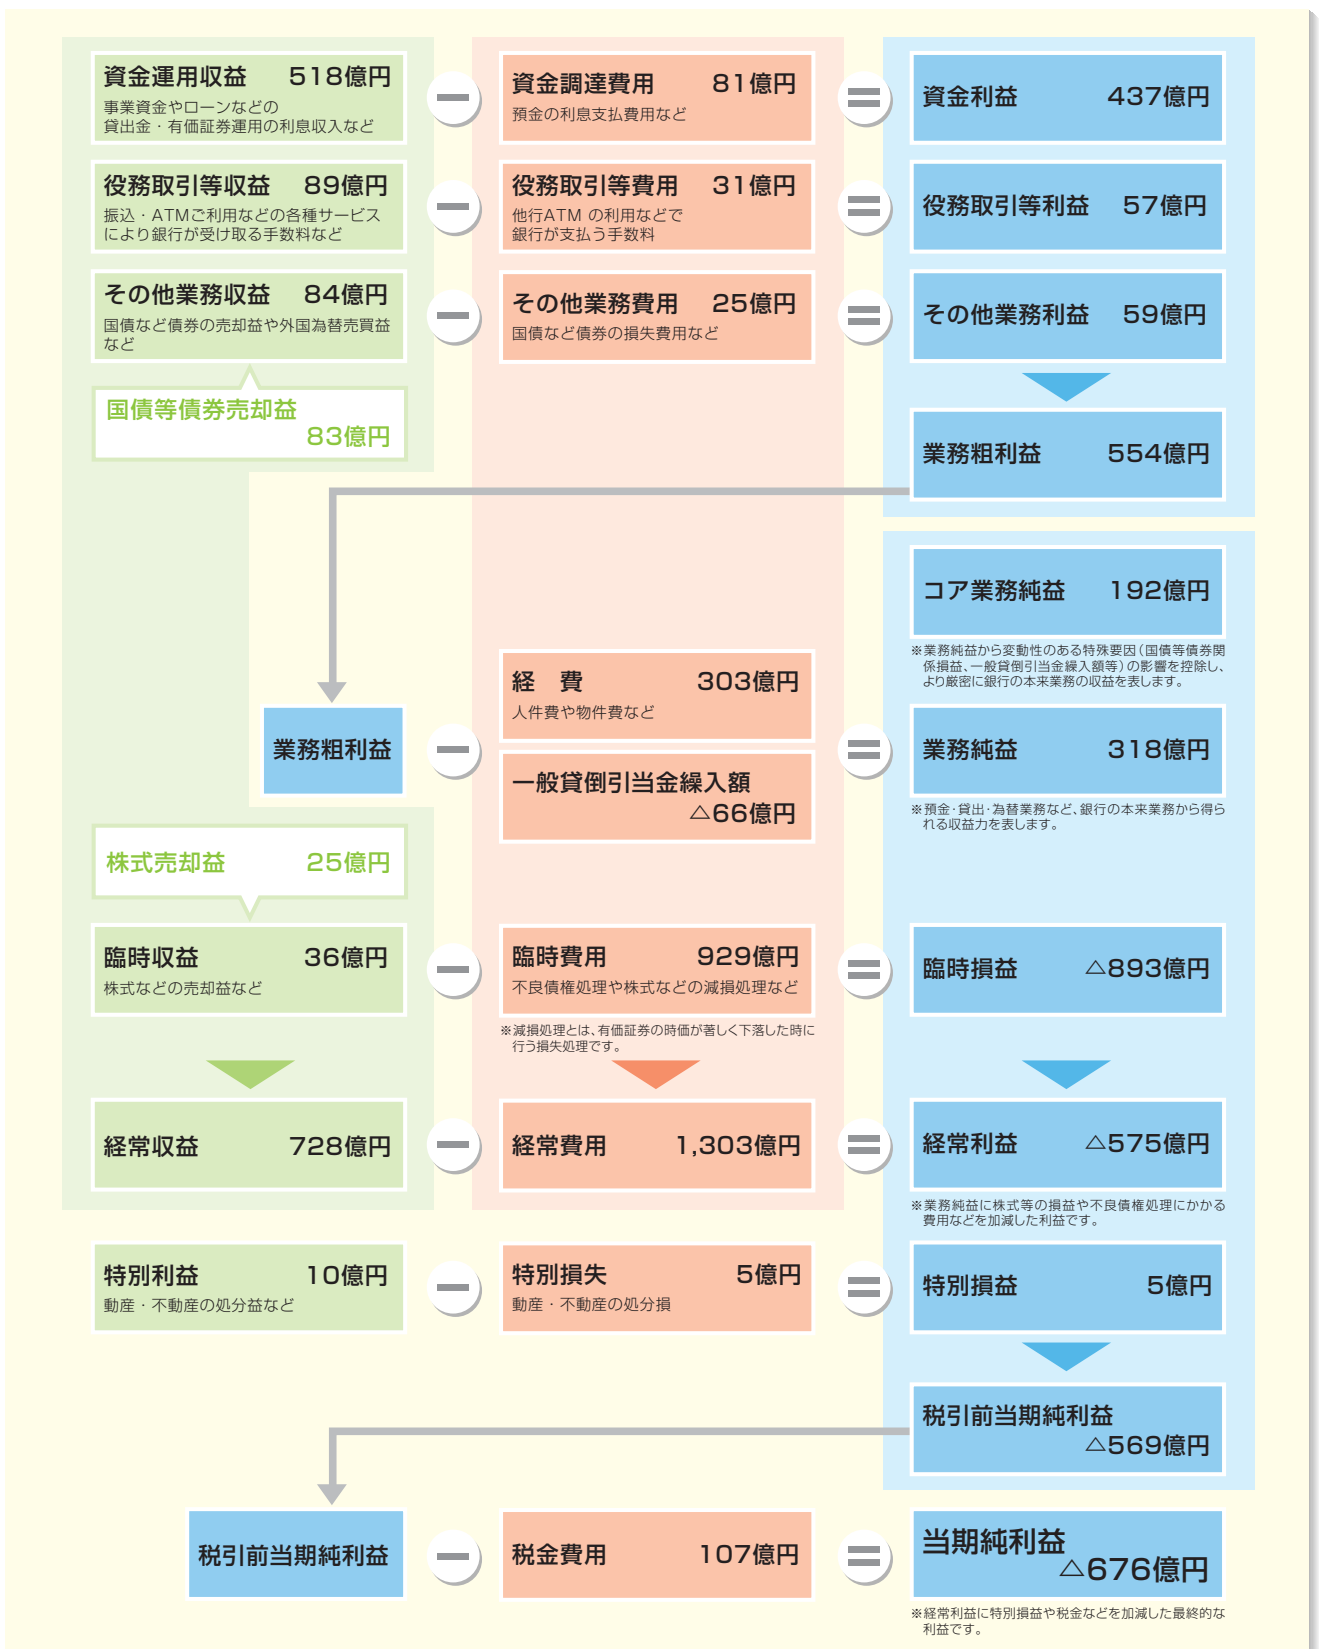 資金運用収益 518億円
事業資金やローンなどの
貸出金・有価証券運用の利息収入など
資金調達費用 81億円
預金の利息支払費用など
資金利益 437億円
役務取引等収益 89億円
振込・ATMご利用などの各種サービス
により銀行が受け取る手数料など
役務取引等費用 31億円
他行ATM の利用などで
銀行が支払う手数料
役務取引等利益 57億円
その他業務収益 84億円
国債など債券の売却益や外国為替売買益
など
その他業務費用 25億円
国債など債券の損失費用など
その他業務利益 59億円
国債等債券売却益
83億円
業務粗利益 554億円
コア業務純益 192億円
※業務純益から変動性のある特殊要因(国債等債券関
係損益、一般貸倒引当金繰入額等)の影響を控除し、
より厳密に銀行の本来業務の収益を表します。
業務粗利益
経 費 303億円
人件費や物件費など
一般貸倒引当金繰入額
△66億円
業務純益 318億円
※預金・貸出・為替業務など、銀行の本来業務から得ら
れる収益力を表します。
株式売却益 25億円
臨時収益 36億円
株式などの売却益など
臨時費用 929億円
不良債権処理や株式などの減損処理など
※減損処理とは、有価証券の時価が著しく下落した時に
行う損失処理です。
臨時損益 △893億円
経常収益 728億円
経常費用 1,303億円
経常利益 △575億円
※業務純益に株式等の損益や不良債権処理にかかる
費用などを加減した利益です。
特別利益 10億円
動産・不動産の処分益など
特別損失 5億円
動産・不動産の処分損
特別損益 5億円
税引前当期純利益
△569億円
税引前当期純利益
税金費用 107億円
当期純利益
△676億円
※経常利益に特別損益や税金などを加減した最終的な
利益です。